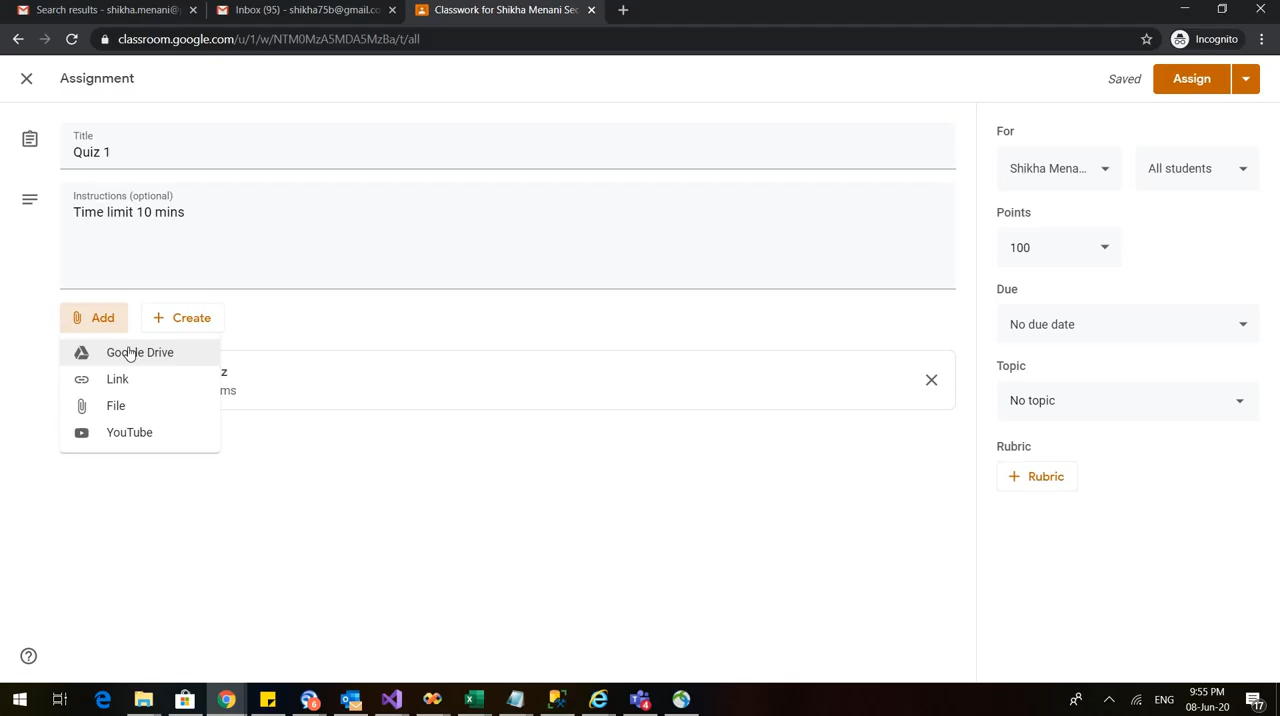 Search results - shikha.menani@
Inbox (95) - shikha75b@gmail.co
Classwork for Shikha Menani Sec
classroom.google.com/u/1/w/NTM0MzA5MDA5MzBa/t/all
Incognito
Assignment
Saved
Assign
Title
Quiz 1
Instructions (optional)
Time limit 10 mins
Add
Create
Google Drive
Link
File
YouTube
z
ms
For
Shikha Mena...
All students
Points
100
Due
No due date
Topic
No topic
Rubric
Rubric
6
4
ENG
9:55 PM
08-Jun-20
17